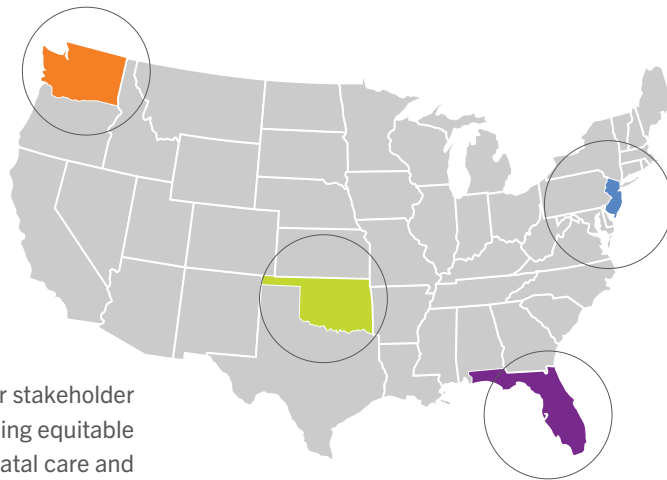 r stakeholder
ing equitable
atal care and